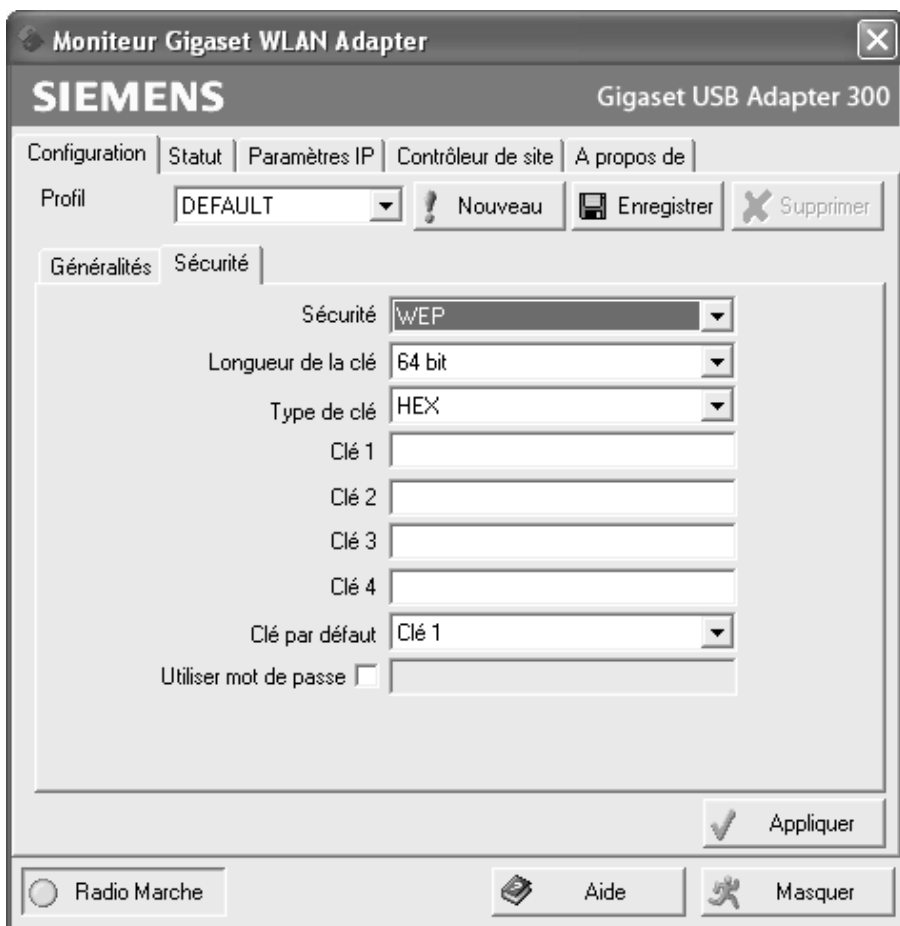 Moniteur Gigaset WLAN Adapter
SIEMENS Gigaset USB Adapter 300
Configuration Statut Paramètres IP Contrôleur de site A propos de
Profil DEFAULT Nouveau Enregistrer Supprimer
Généralités Sécurité
Sécurité WEP
Longueur de la clé 64 bit
Type de clé HEX
Clé 1
Clé 2
Clé 3
Clé 4
Clé par défaut Clé 1
Utiliser mot de passe
Appliquer
Radio Marche Aide Masquer